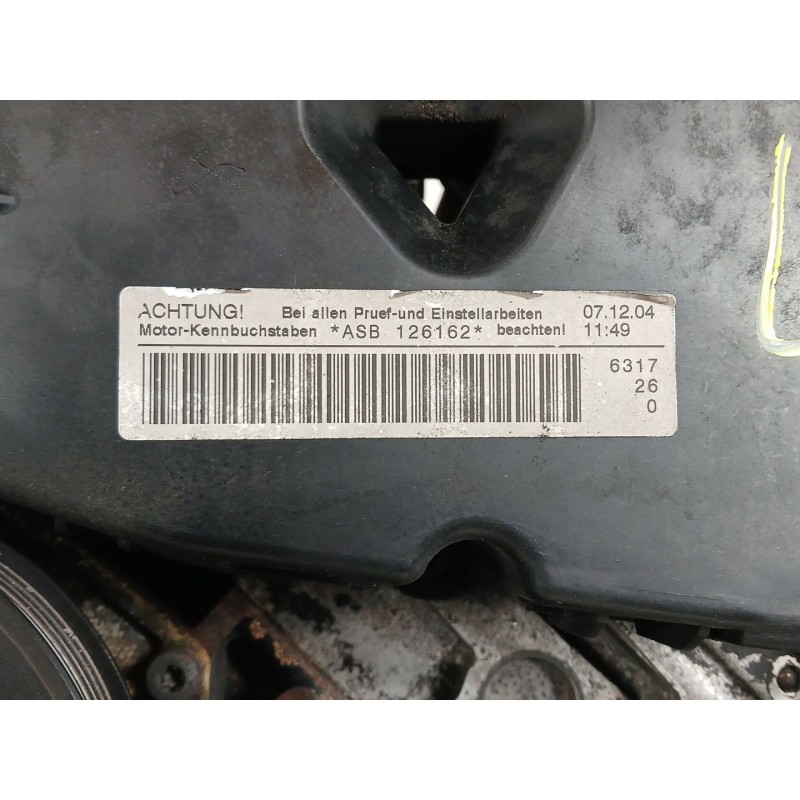 ACHTUNG! Bei allen Pruef-und Einstellarbeiten 07.12.04
Motor-Kennbuchstaben *ASB 126162* beachten! 11:49
6317
26
0